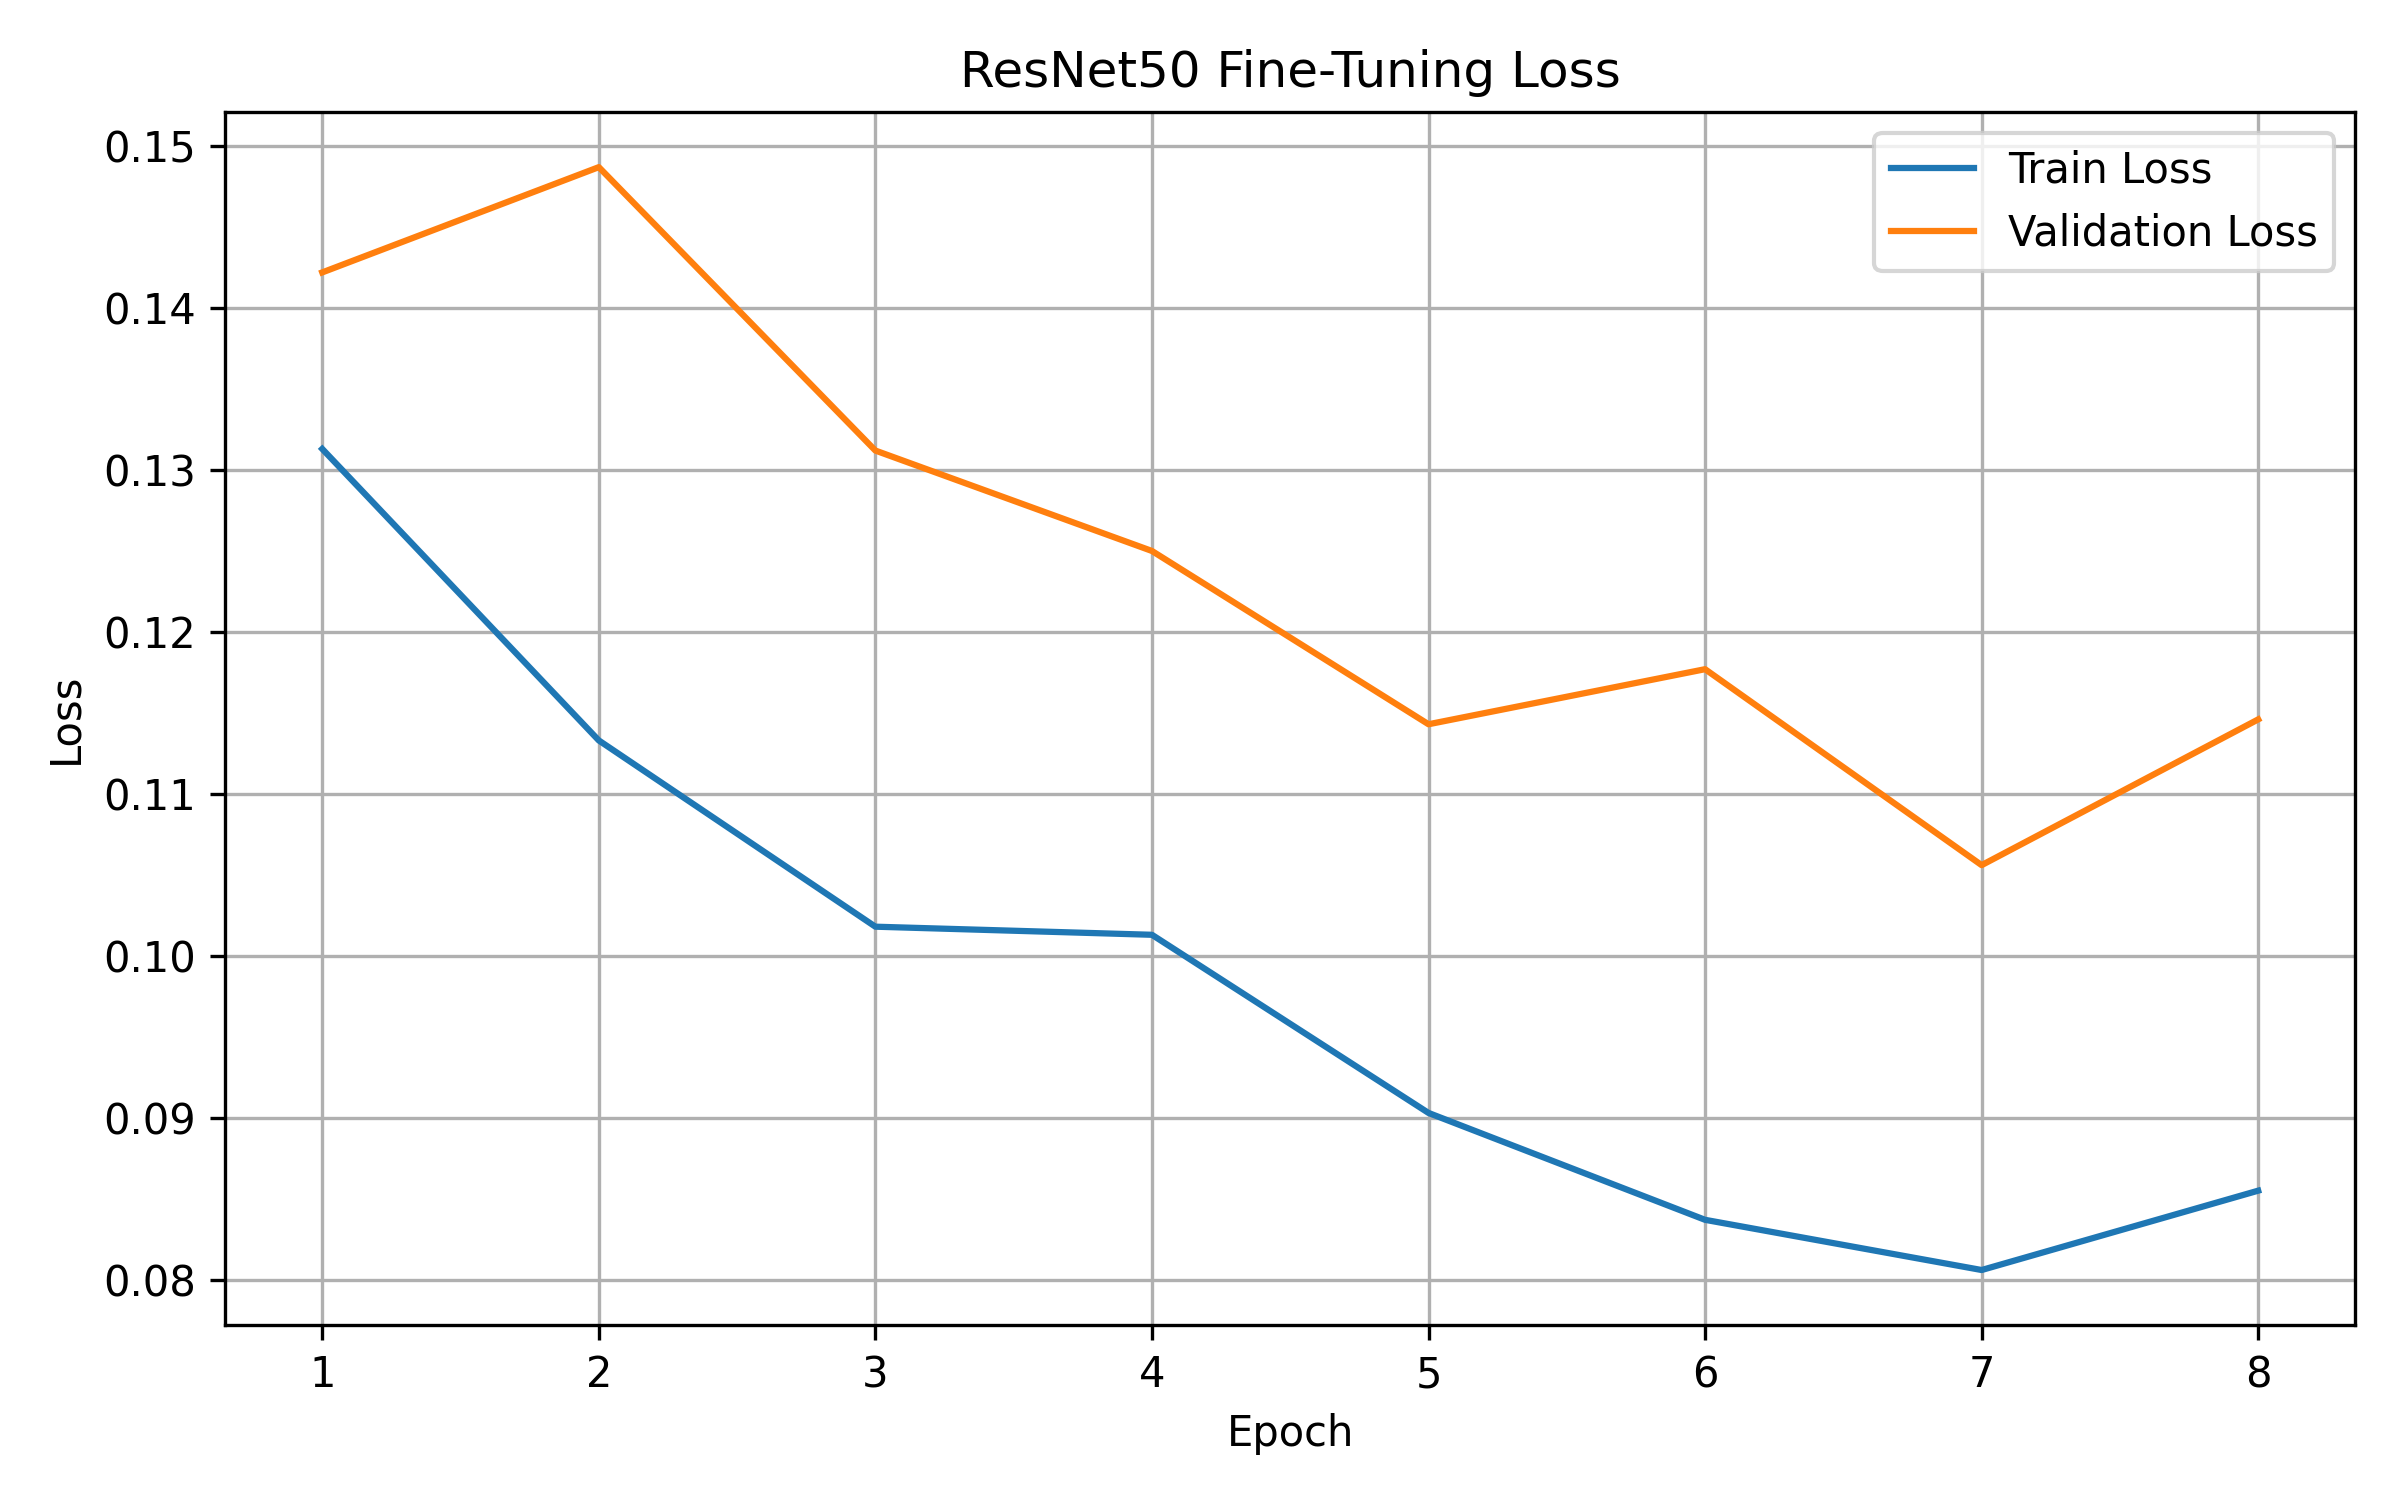 ResNet50 Fine-Tuning Loss
Train Loss
Validation Loss
0.15
0.14
0.13
0.12
0.11
0.10
0.09
0.08
Loss
1 2 3 4 5 6 7 8
Epoch